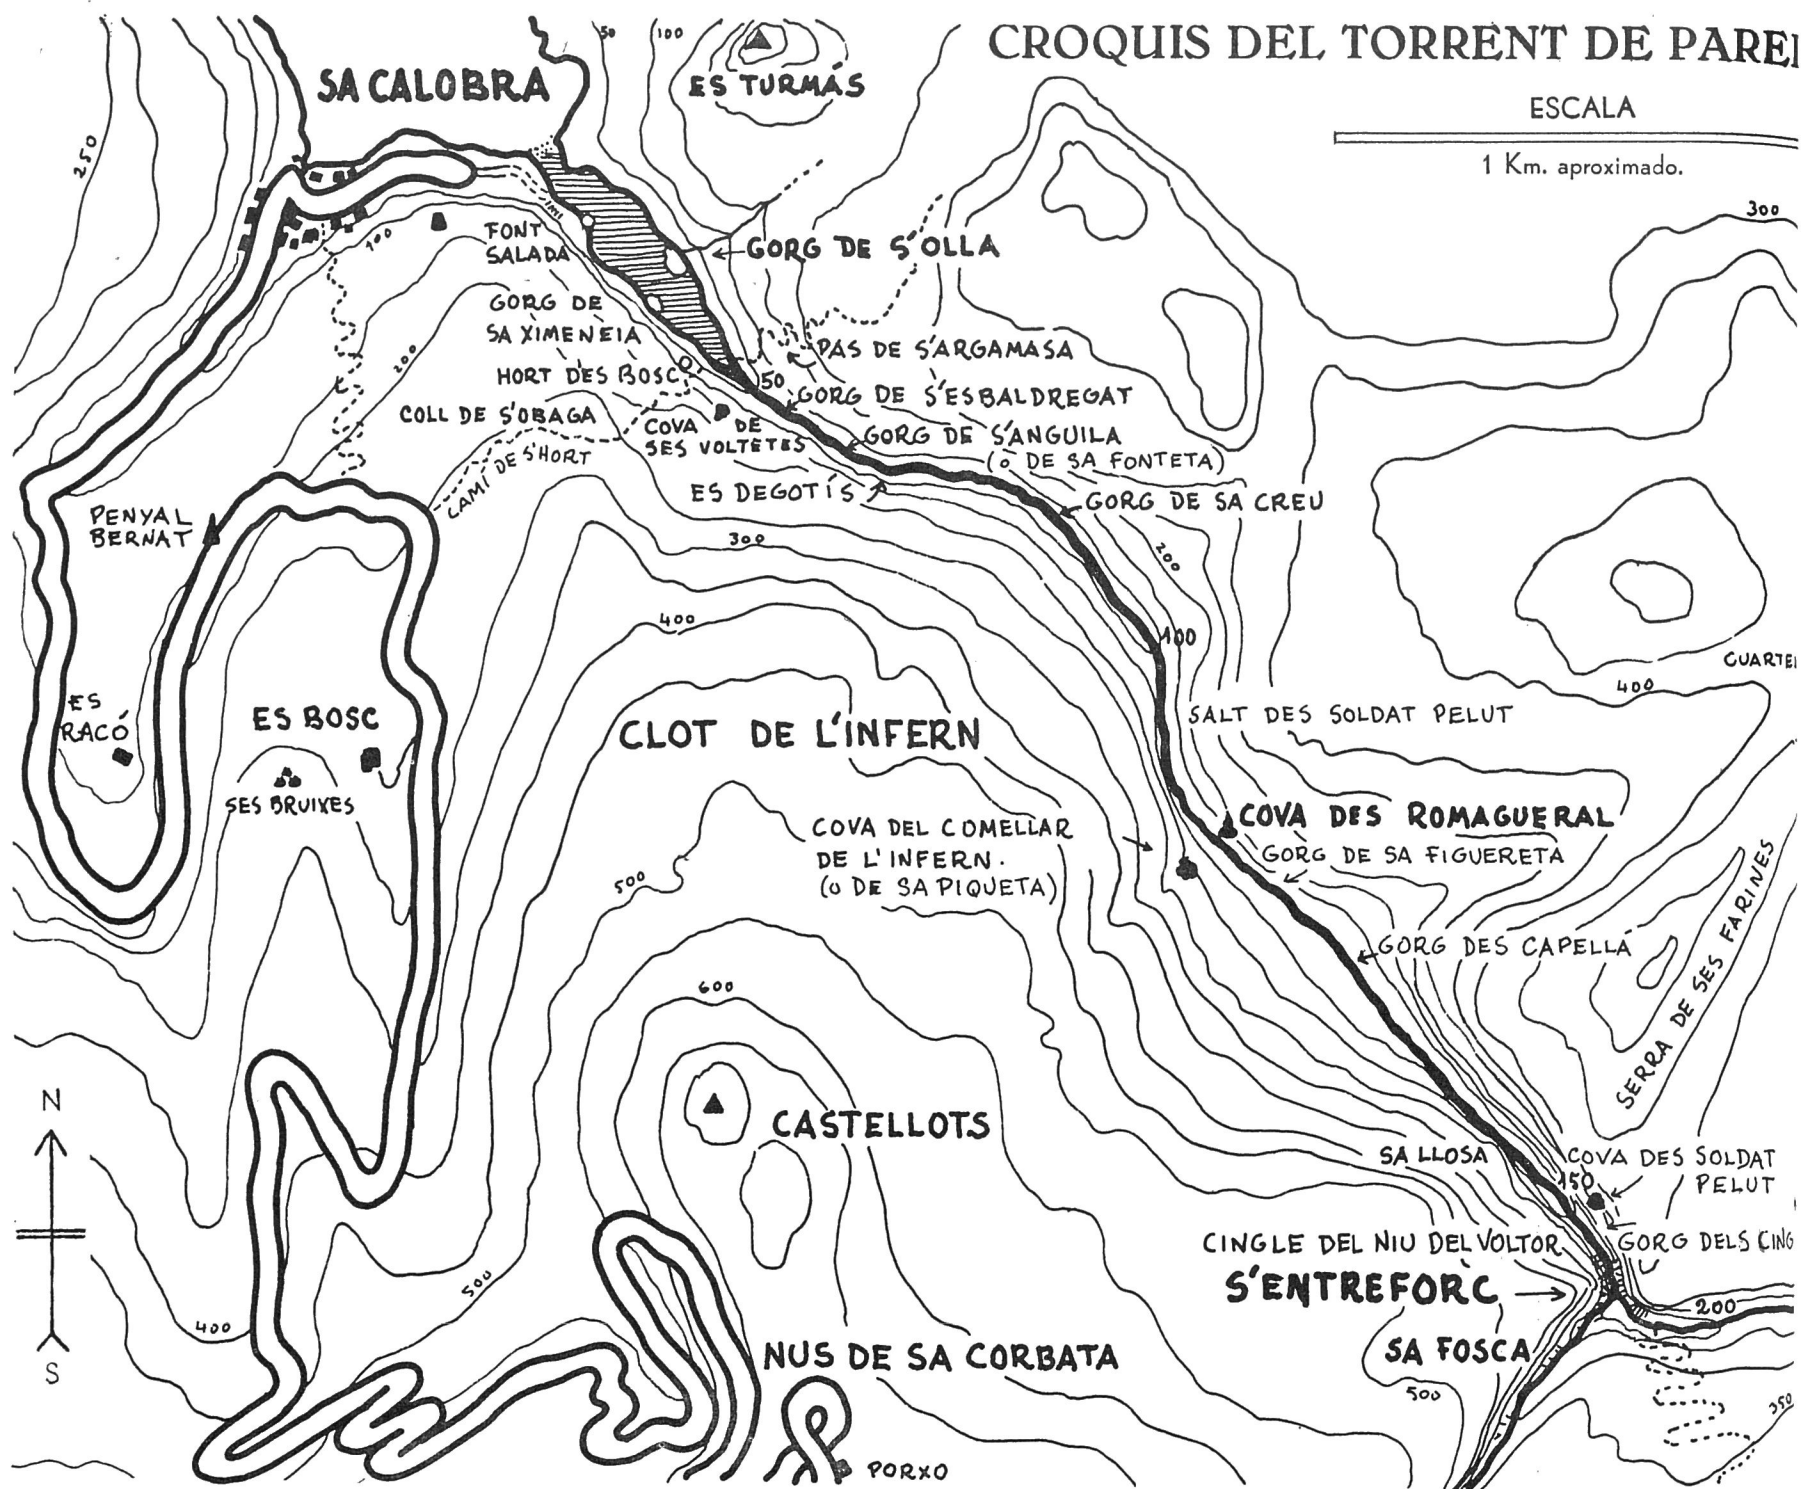 CROQUIS DEL TORRENT DE PAREI
ESCALA
1 Km. aproximado.
50
100
ES TURMÁS
SA CALOBRA
250
300
100
FONT
SALADA
GORG DE S'OLLA
GORG DE
SA XIMENEIA
200
PAS DE S'ARGAMASA
HORT D'ES BOSC
50
GORG DE S'ESBALDREGAT
COLL DE S'OBAGA
COVA DE
SES VOLTETES
GORG DE S'ANGUILA
(o DE SA FONTETA)
CAMÍ DE S'HORT
ES DEGOTÍS
GORG DE SA CREU
PENYAL
BERNAT
300
200
400
100
CUARTE
400
ES
RACÓ
ES BOSC
SES BRUIXES
CLOT DE L'INFERN
SALT DES SOLDAT PELUT
COVA DES ROMAGUERAL
COVA DEL COMELLAR
DE L'INFERN.
(o DE SA PIQUETA)
GORG DE SA FIGUERETA
500
GORG DES CAPELLÀ
SERRA DE SES FARINES
600
N
CASTELLOTS
SA LLOSA
COVA DES SOLDAT
PELUT
150
CINGLE DEL NIU DEL VOLTOR
GORG DELS CING
S'ENTREFORC
500
200
400
S
NUS DE SA CORBATA
SA FOSCA
500
350
PORXO